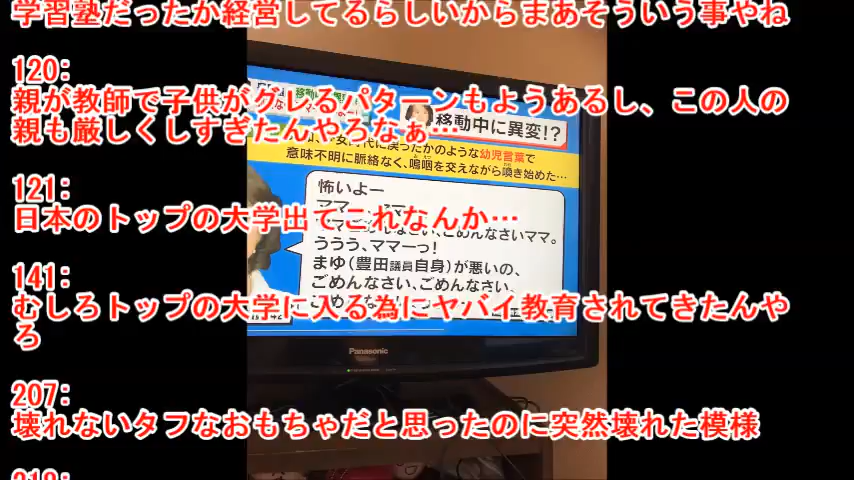 学習塾だったか経営してるらしいからまあそういう事やね
120:
親が教師で子供がグレるパターンもようあるし、この人の
親も厳しくしすぎたんやろなぁ…
移動中に異変!?
幼児言葉で
意味不明に脈絡なく、嗚咽を交えながら嘆き始めた…
121:
日本のトップの大学出てこれなんか…
怖いよー
ごめんなさいママ。
ううう、ママーっ!
まゆ(豊田議員自身)が悪いの、
ごめんなさい、ごめんなさい、
141:
むしろトップの大学に入る為にヤバイ教育されてきたんや
ろ
Panasonic
207:
壊れないタフなおもちゃだと思ったのに突然壊れた模様